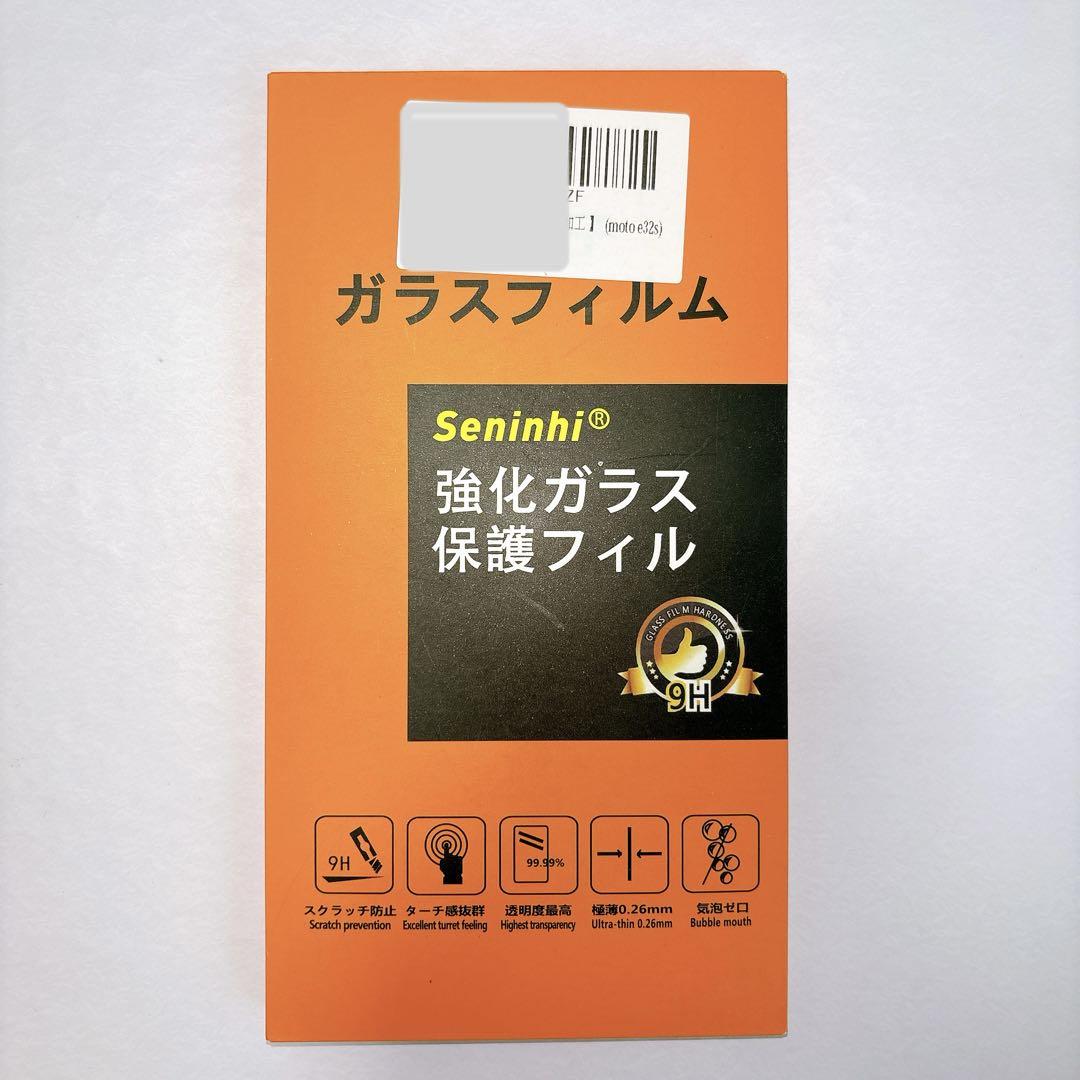 ZF
加工】 (moto e32s)
ガラスフィルム
Seninhi®
強化ガラス
保護フィル
GLASS FILM HARDNESS
9H
9H
99.99%
スクラッチ防止
Scratch prevention
ターチ感抜群
Excellent turret feeling
透明度最高
Highest transparency
極薄0.26mm
Ultra-thin 0.26mm
気泡ゼロ
Bubble mouth